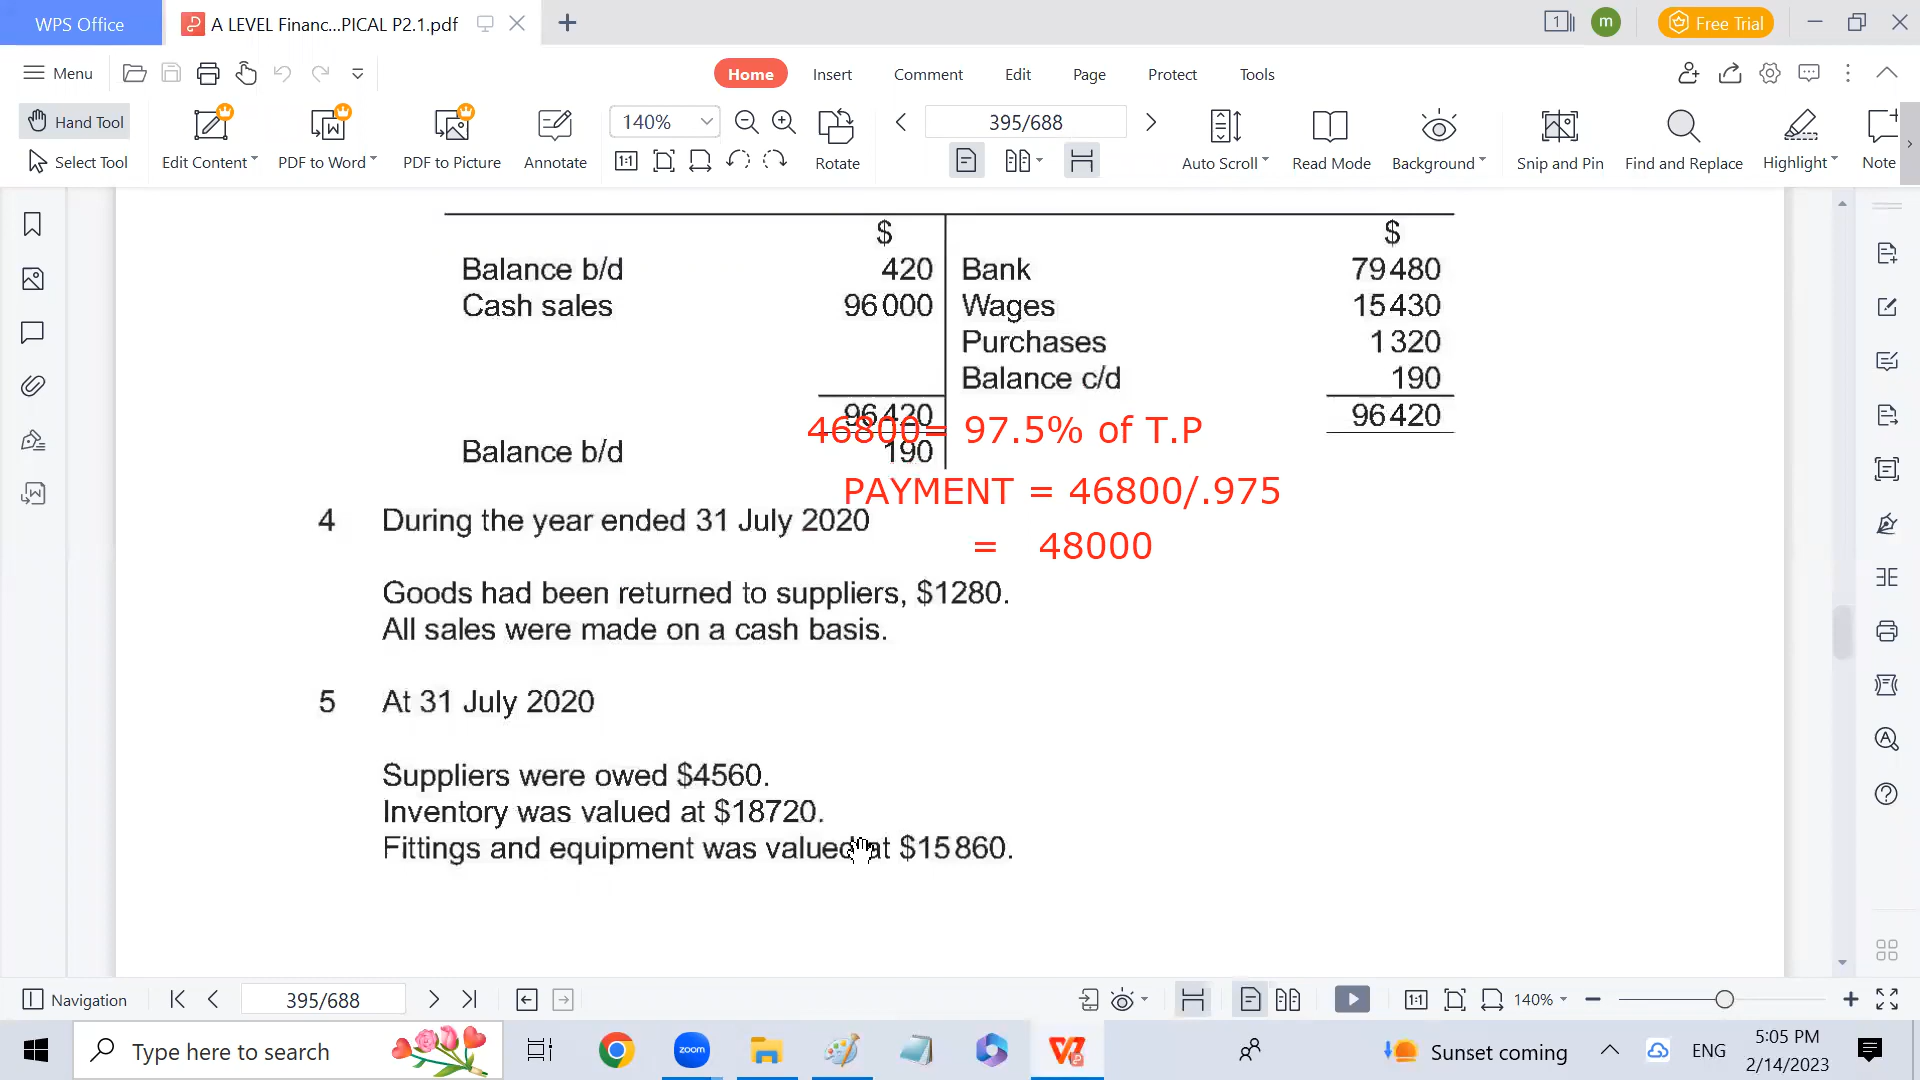 WPS Office
A LEVEL Financ...PICAL P2.1.pdf
1
m
Free Trial
Menu
Home
Insert
Comment
Edit
Page
Protect
Tools
Hand Tool
Select Tool
Edit Content
PDF to Word
PDF to Picture
Annotate
140%
1:1
Rotate
395/688
Auto Scroll
Read Mode
Background
Snip and Pin
Find and Replace
Highlight
Note
$ $
Balance b/d 420 Bank 79480
Cash sales 96000 Wages 15430
Purchases 1320
Balance c/d 190
96420 96420
46800= 97.5% of T.P
Balance b/d 190
PAYMENT = 46800/.975
4 During the year ended 31 July 2020
= 48000
Goods had been returned to suppliers, $1280.
All sales were made on a cash basis.
5 At 31 July 2020
Suppliers were owed $4560.
Inventory was valued at $18720.
Fittings and equipment was valued at $15860.
Navigation
395/688
1:1
140%
Type here to search
zoom
Sunset coming
ENG
5:05 PM
2/14/2023